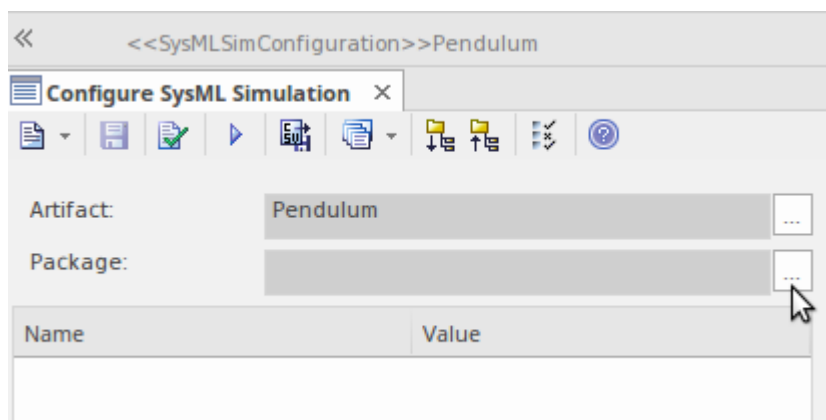 <<SysMLSimConfiguration>>Pendulum
Configure SysML Simulation
Artifact: Pendulum ...
Package: ...
Name Value